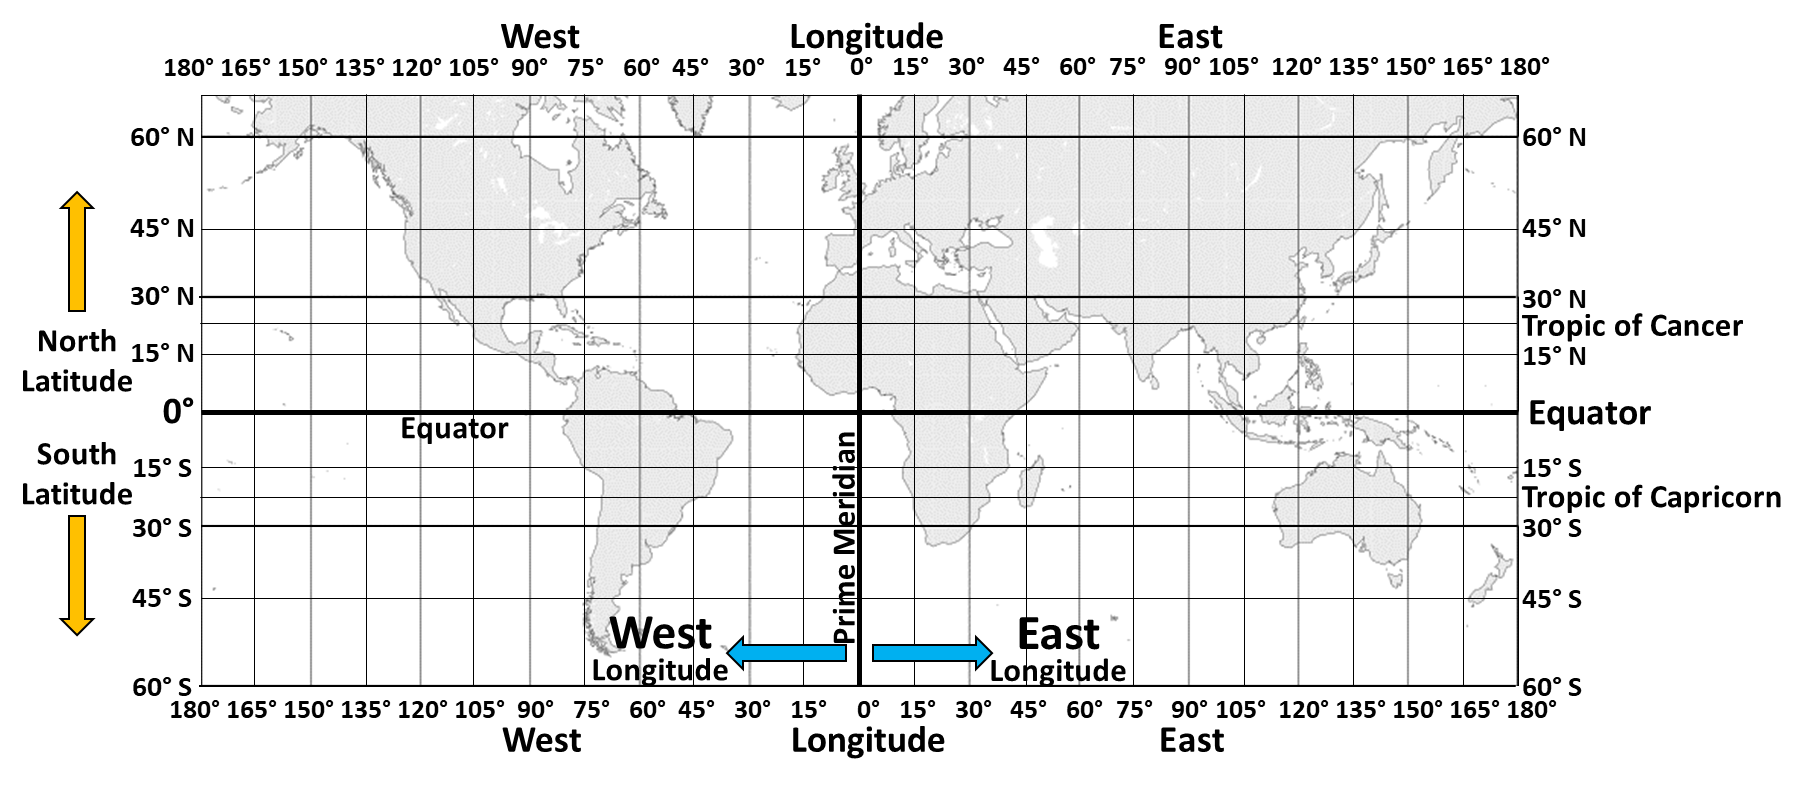 West Longitude East
180° 165° 150° 135° 120° 105° 90° 75° 60° 45° 30° 15° 0° 15° 30° 45° 60° 75° 90° 105° 120° 135° 150° 165° 180°
60° N 60° N
45° N 45° N
30° N 30° N
Tropic of Cancer
North
15° N 15° N
Latitude
0° Equator
Equator
South
15° S 15° S
Latitude Tropic of Capricorn
30° S 30° S
Prime Meridian
45° S 45° S
West East
Longitude Longitude
60° S 60° S
180° 165° 150° 135° 120° 105° 90° 75° 60° 45° 30° 15° 0° 15° 30° 45° 60° 75° 90° 105° 120° 135° 150° 165° 180°
West Longitude East